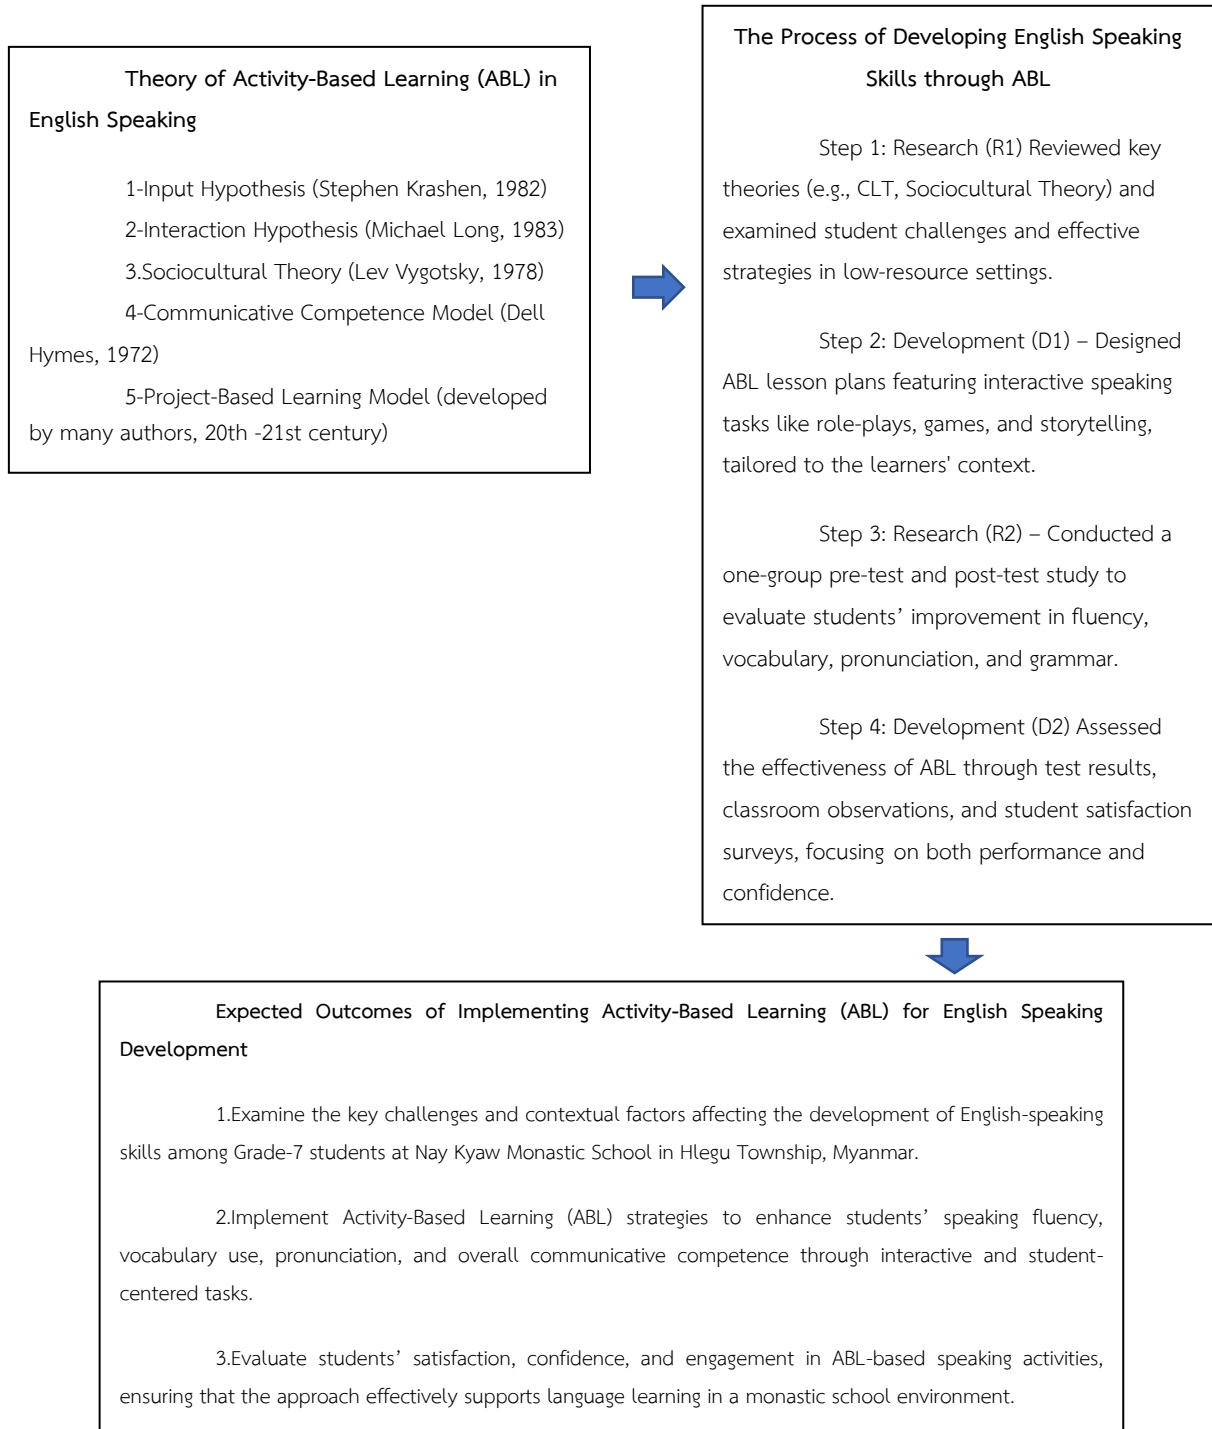 Theory of Activity-Based Learning (ABL) in
English Speaking
1-Input Hypothesis (Stephen Krashen, 1982)
2-Interaction Hypothesis (Michael Long, 1983)
3.Sociocultural Theory (Lev Vygotsky, 1978)
4-Communicative Competence Model (Dell
Hymes, 1972)
5-Project-Based Learning Model (developed
by many authors, 20th -21st century)
The Process of Developing English Speaking
Skills through ABL
Step 1: Research (R1) Reviewed key
theories (e.g., CLT, Sociocultural Theory) and
examined student challenges and effective
strategies in low-resource settings.
Step 2: Development (D1) – Designed
ABL lesson plans featuring interactive speaking
tasks like role-plays, games, and storytelling,
tailored to the learners' context.
Step 3: Research (R2) – Conducted a
one-group pre-test and post-test study to
evaluate students’ improvement in fluency,
vocabulary, pronunciation, and grammar.
Step 4: Development (D2) Assessed
the effectiveness of ABL through test results,
classroom observations, and student satisfaction
surveys, focusing on both performance and
confidence.
Expected Outcomes of Implementing Activity-Based Learning (ABL) for English Speaking
Development
1.Examine the key challenges and contextual factors affecting the development of English-speaking
skills among Grade-7 students at Nay Kyaw Monastic School in Hlegu Township, Myanmar.
2.Implement Activity-Based Learning (ABL) strategies to enhance students’ speaking fluency,
vocabulary use, pronunciation, and overall communicative competence through interactive and student-
centered tasks.
3.Evaluate students’ satisfaction, confidence, and engagement in ABL-based speaking activities,
ensuring that the approach effectively supports language learning in a monastic school environment.